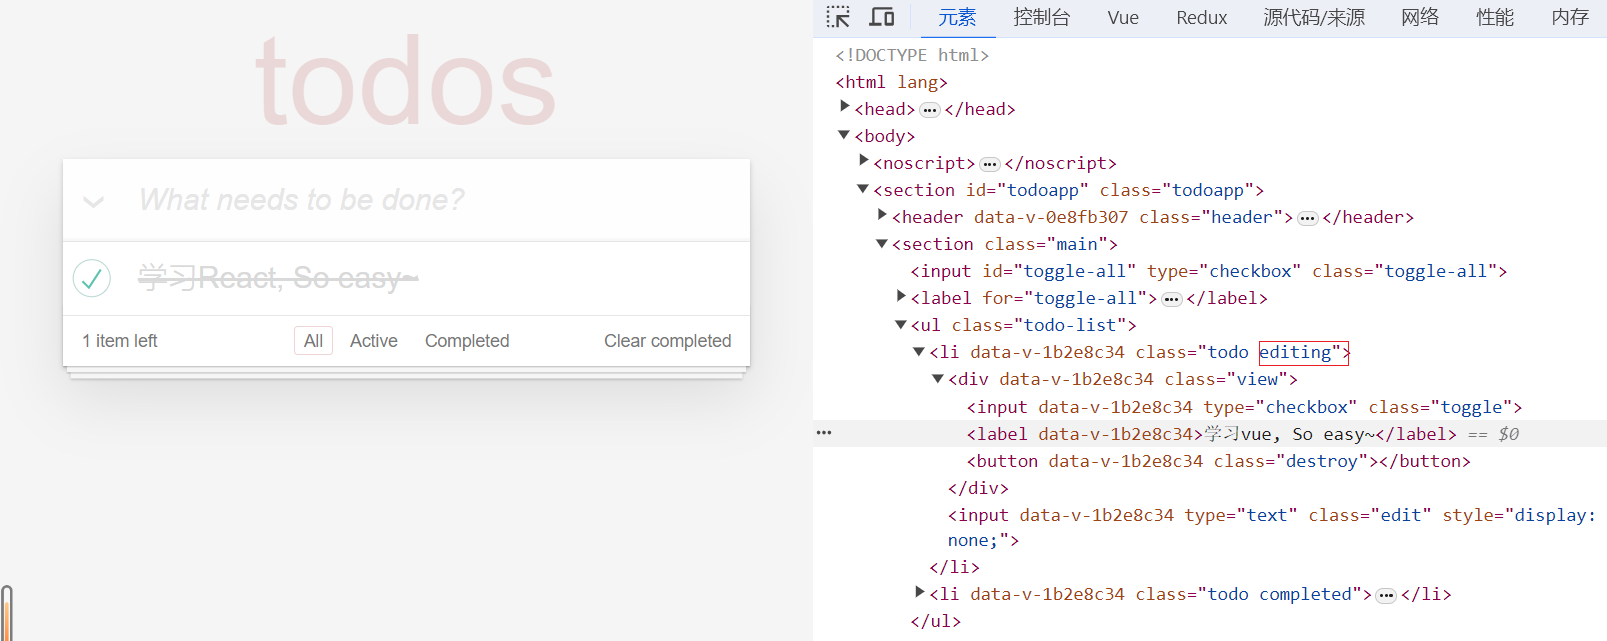 todos
What needs to be done?
学习React, So easy~
1 item left
All
Active
Completed
Clear completed
元素
控制台
Vue
Redux
源代码/来源
网络
性能
内存
<!DOCTYPE html>
<html lang>
<head>…</head>
<body>
<noscript>…</noscript>
<section id="todoapp" class="todoapp">
<header data-v-0e8fb307 class="header">…</header>
<section class="main">
<input id="toggle-all" type="checkbox" class="toggle-all">
<label for="toggle-all">…</label>
<ul class="todo-list">
<li data-v-1b2e8c34 class="todo editing">
<div data-v-1b2e8c34 class="view">
<input data-v-1b2e8c34 type="checkbox" class="toggle">
<label data-v-1b2e8c34>学习vue, So easy~</label> == $0
<button data-v-1b2e8c34 class="destroy"></button>
</div>
<input data-v-1b2e8c34 type="text" class="edit" style="display:
none;">
</li>
<li data-v-1b2e8c34 class="todo completed">…</li>
</ul>